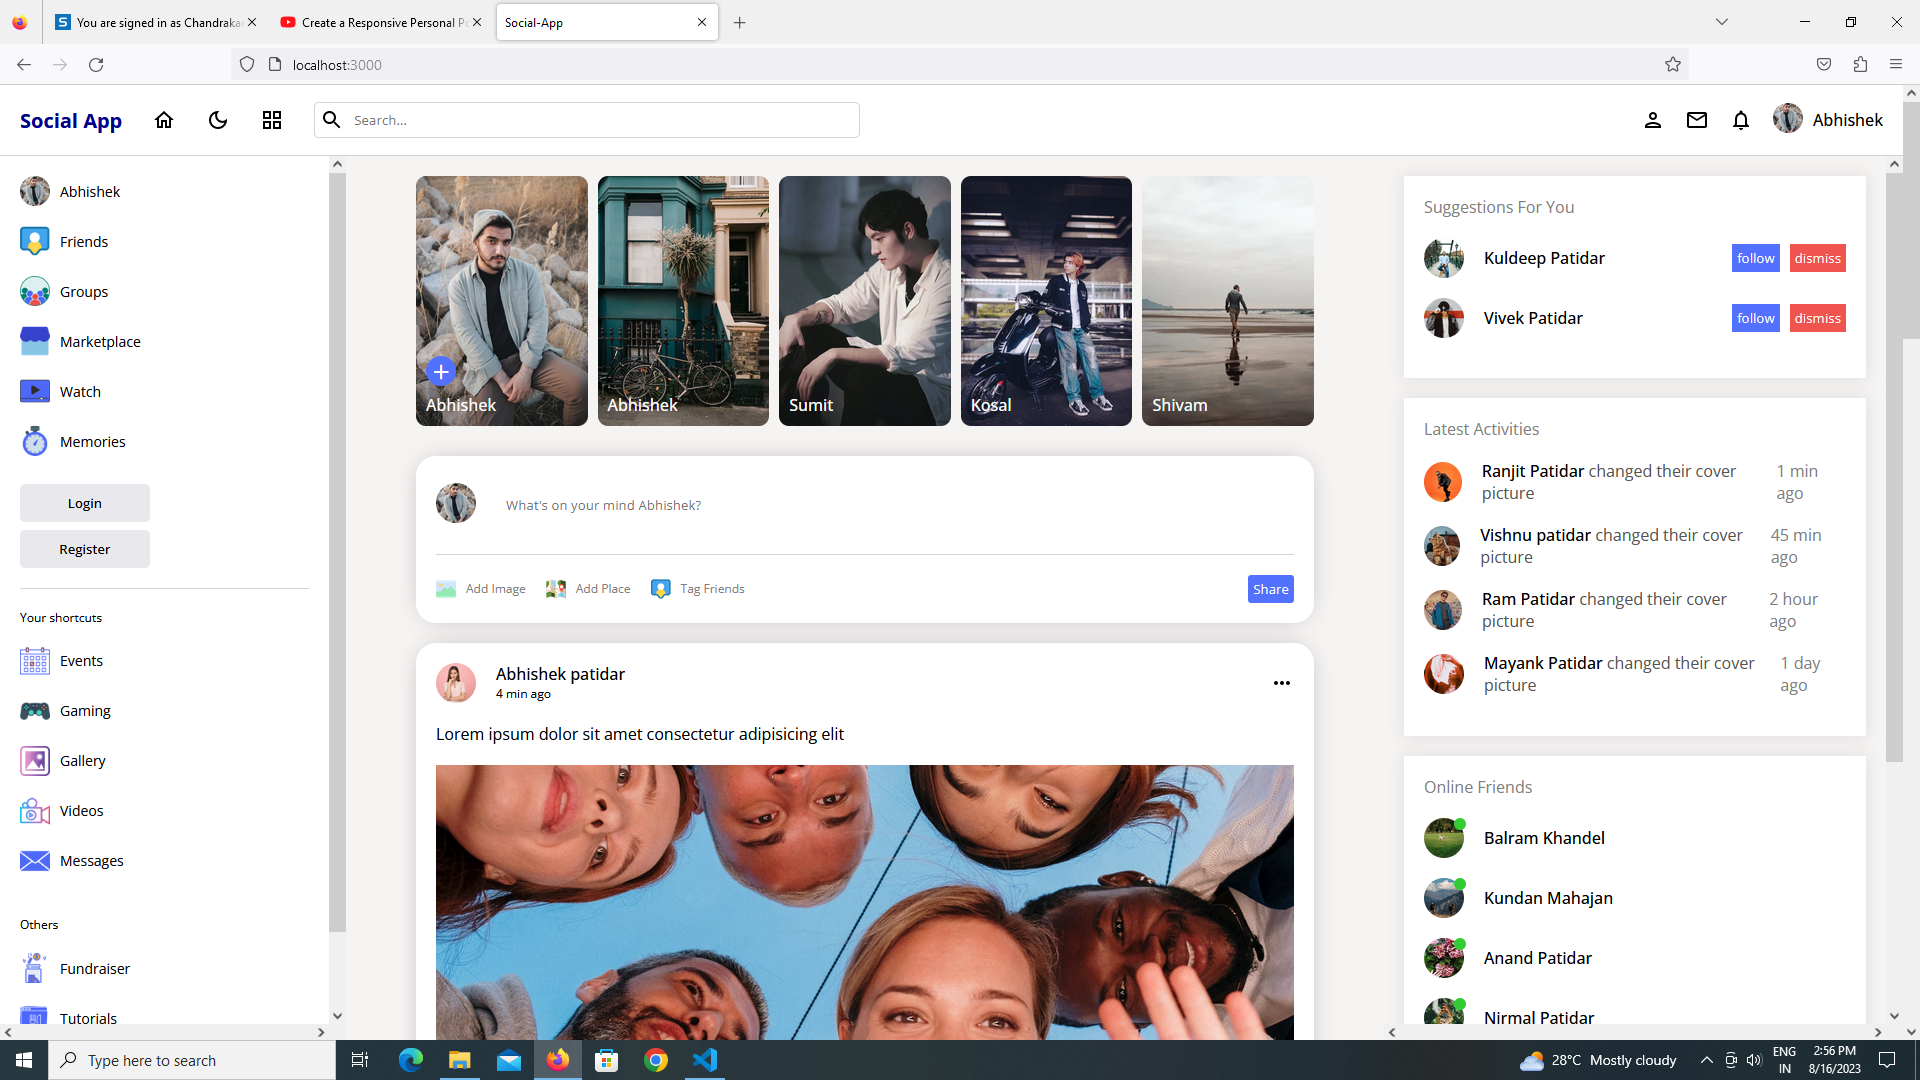 You are signed in as Chandraka
Create a Responsive Personal Po
Social-App
localhost:3000
Social App
Search...
Abhishek
Abhishek
Friends
Groups
Marketplace
Watch
Memories
Login
Register
Your shortcuts
Events
Gaming
Gallery
Videos
Messages
Others
Fundraiser
Tutorials
Abhishek
Abhishek
Sumit
Kosal
Shivam
What's on your mind Abhishek?
Add Image
Add Place
Tag Friends
Share
Abhishek patidar
4 min ago
Lorem ipsum dolor sit amet consectetur adipisicing elit
Suggestions For You
Kuldeep Patidar
follow
dismiss
Vivek Patidar
follow
dismiss
Latest Activities
Ranjit Patidar changed their cover
picture
1 min
ago
Vishnu patidar changed their cover
picture
45 min
ago
Ram Patidar changed their cover
picture
2 hour
ago
Mayank Patidar changed their cover
picture
1 day
ago
Online Friends
Balram Khandel
Kundan Mahajan
Anand Patidar
Nirmal Patidar
Type here to search
28°C Mostly cloudy
ENG
IN
2:56 PM
8/16/2023